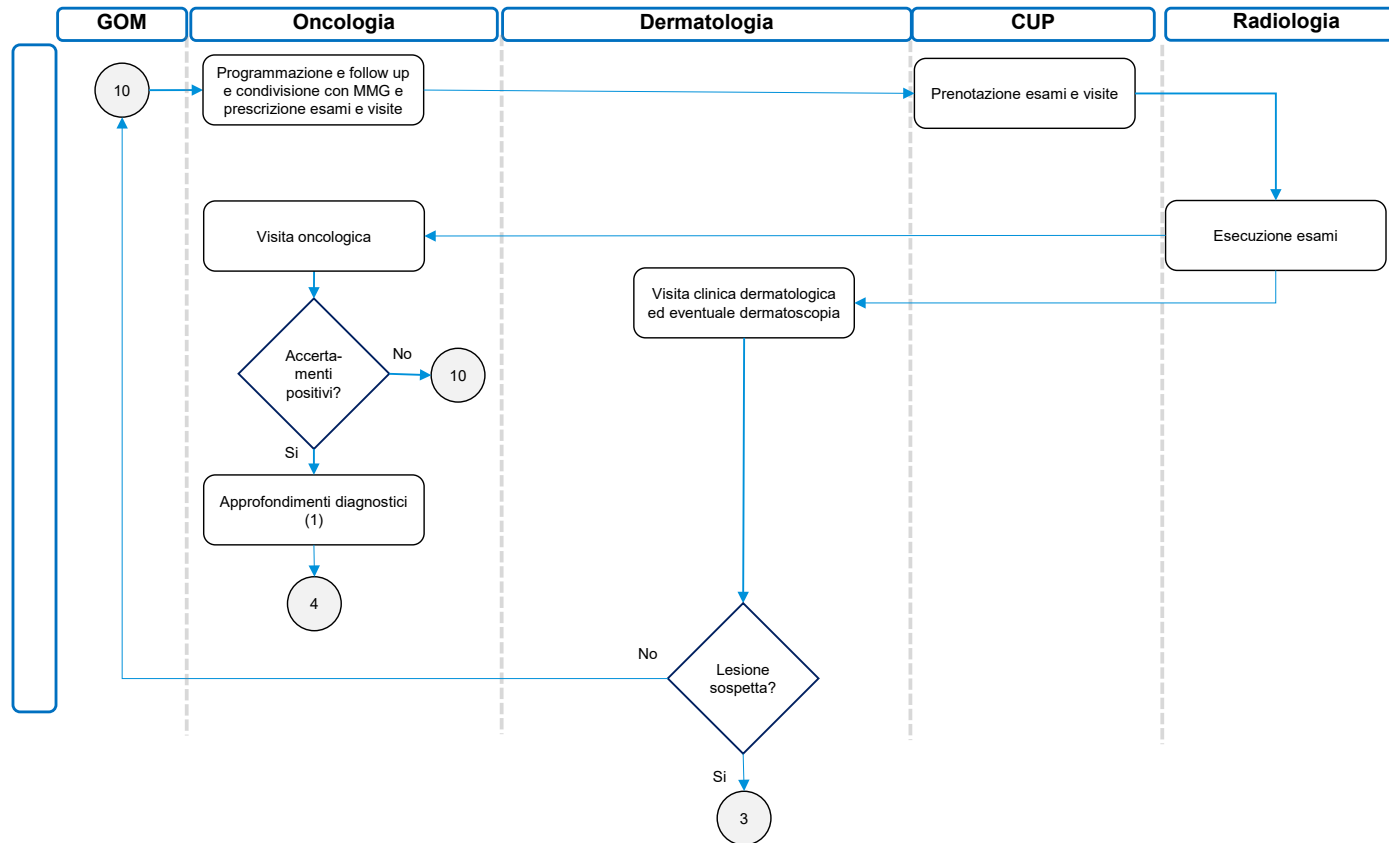 GOM
Oncologia
Dermatologia
CUP
Radiologia
10
Programmazione e follow up
e condivisione con MMG e
prescrizione esami e visite
Prenotazione esami e visite
Visita oncologica
Esecuzione esami
Visita clinica dermatologica
ed eventuale dermatoscopia
Accerta-
menti
positivi?
No
10
Si
Approfondimenti diagnostici
(1)
4
No
Lesione
sospetta?
Si
3